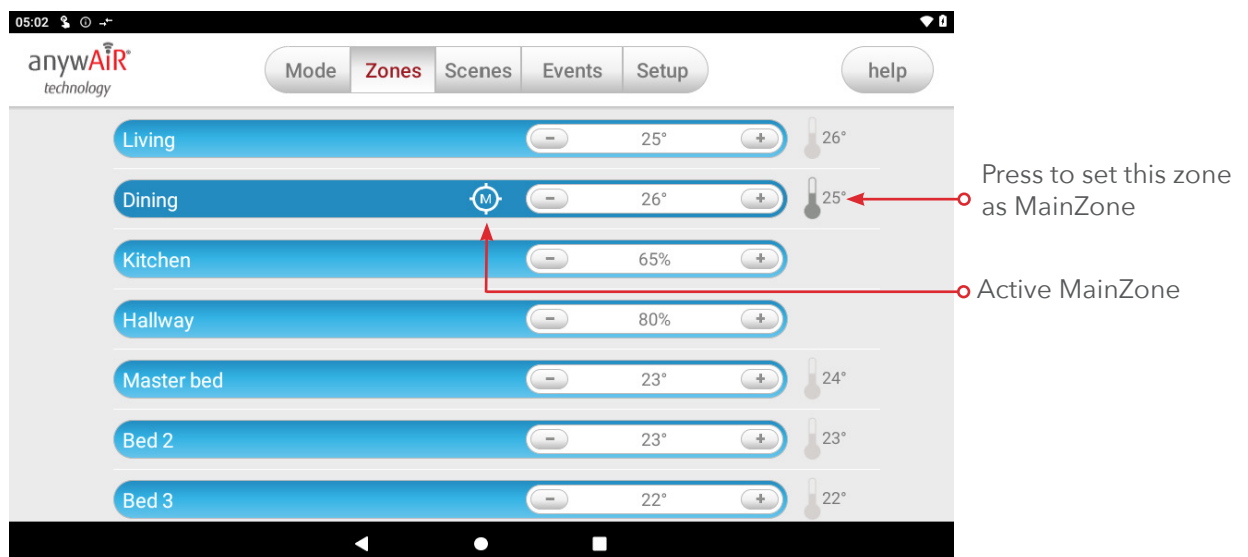 05:02
anywAiR®
technology
Mode Zones Scenes Events Setup help
Living - 25° + 26°
Dining M - 26° + 25°
Press to set this zone
as MainZone
Kitchen - 65% +
Active MainZone
Hallway - 80% +
Master bed - 23° + 24°
Bed 2 - 23° + 23°
Bed 3 - 22° + 22°